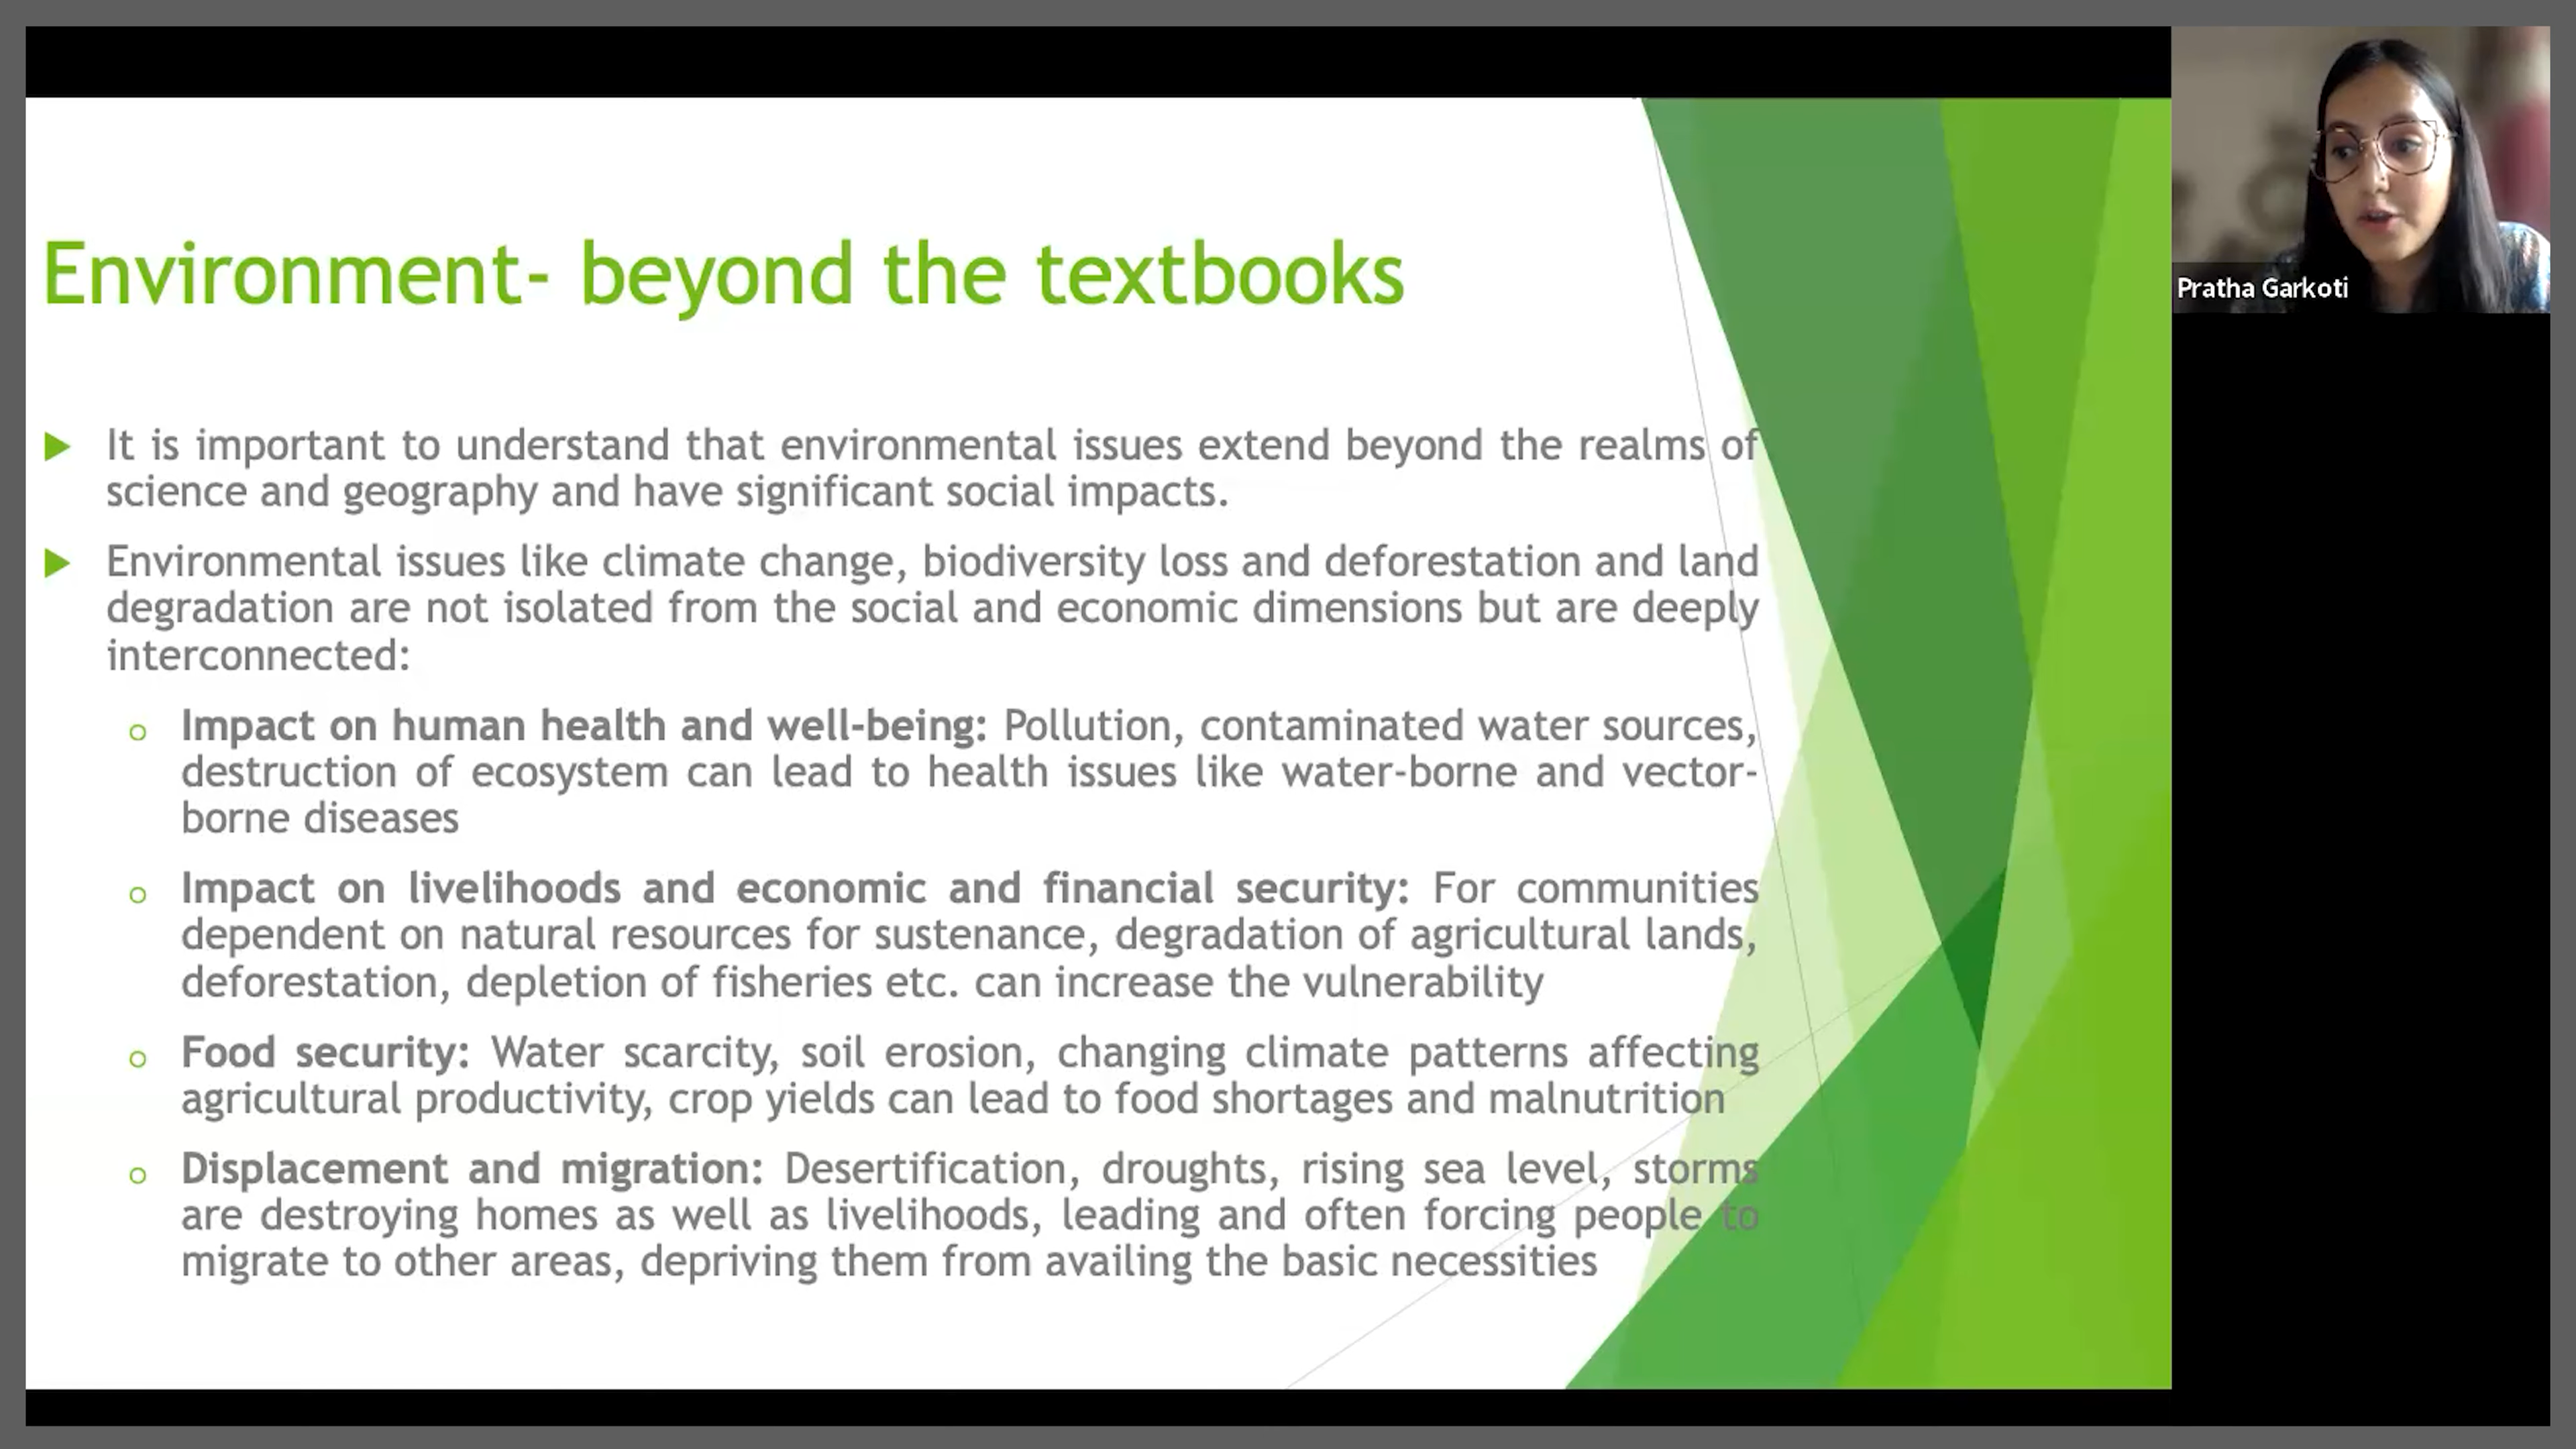 Environment- beyond the textbooks
It is important to understand that environmental issues extend beyond the realms of
science and geography and have significant social impacts.
Environmental issues like climate change, biodiversity loss and deforestation and land
degradation are not isolated from the social and economic dimensions but are deeply
interconnected:
Impact on human health and well-being: Pollution, contaminated water sources,
destruction of ecosystem can lead to health issues like water-borne and vector-
borne diseases
Impact on livelihoods and economic and financial security: For communities
dependent on natural resources for sustenance, degradation of agricultural lands,
deforestation, depletion of fisheries etc. can increase the vulnerability
Food security: Water scarcity, soil erosion, changing climate patterns affecting
agricultural productivity, crop yields can lead to food shortages and malnutrition
Displacement and migration: Desertification, droughts, rising sea level, storms
are destroying homes as well as livelihoods, leading and often forcing people to
migrate to other areas, depriving them from availing the basic necessities
Pratha Garkoti